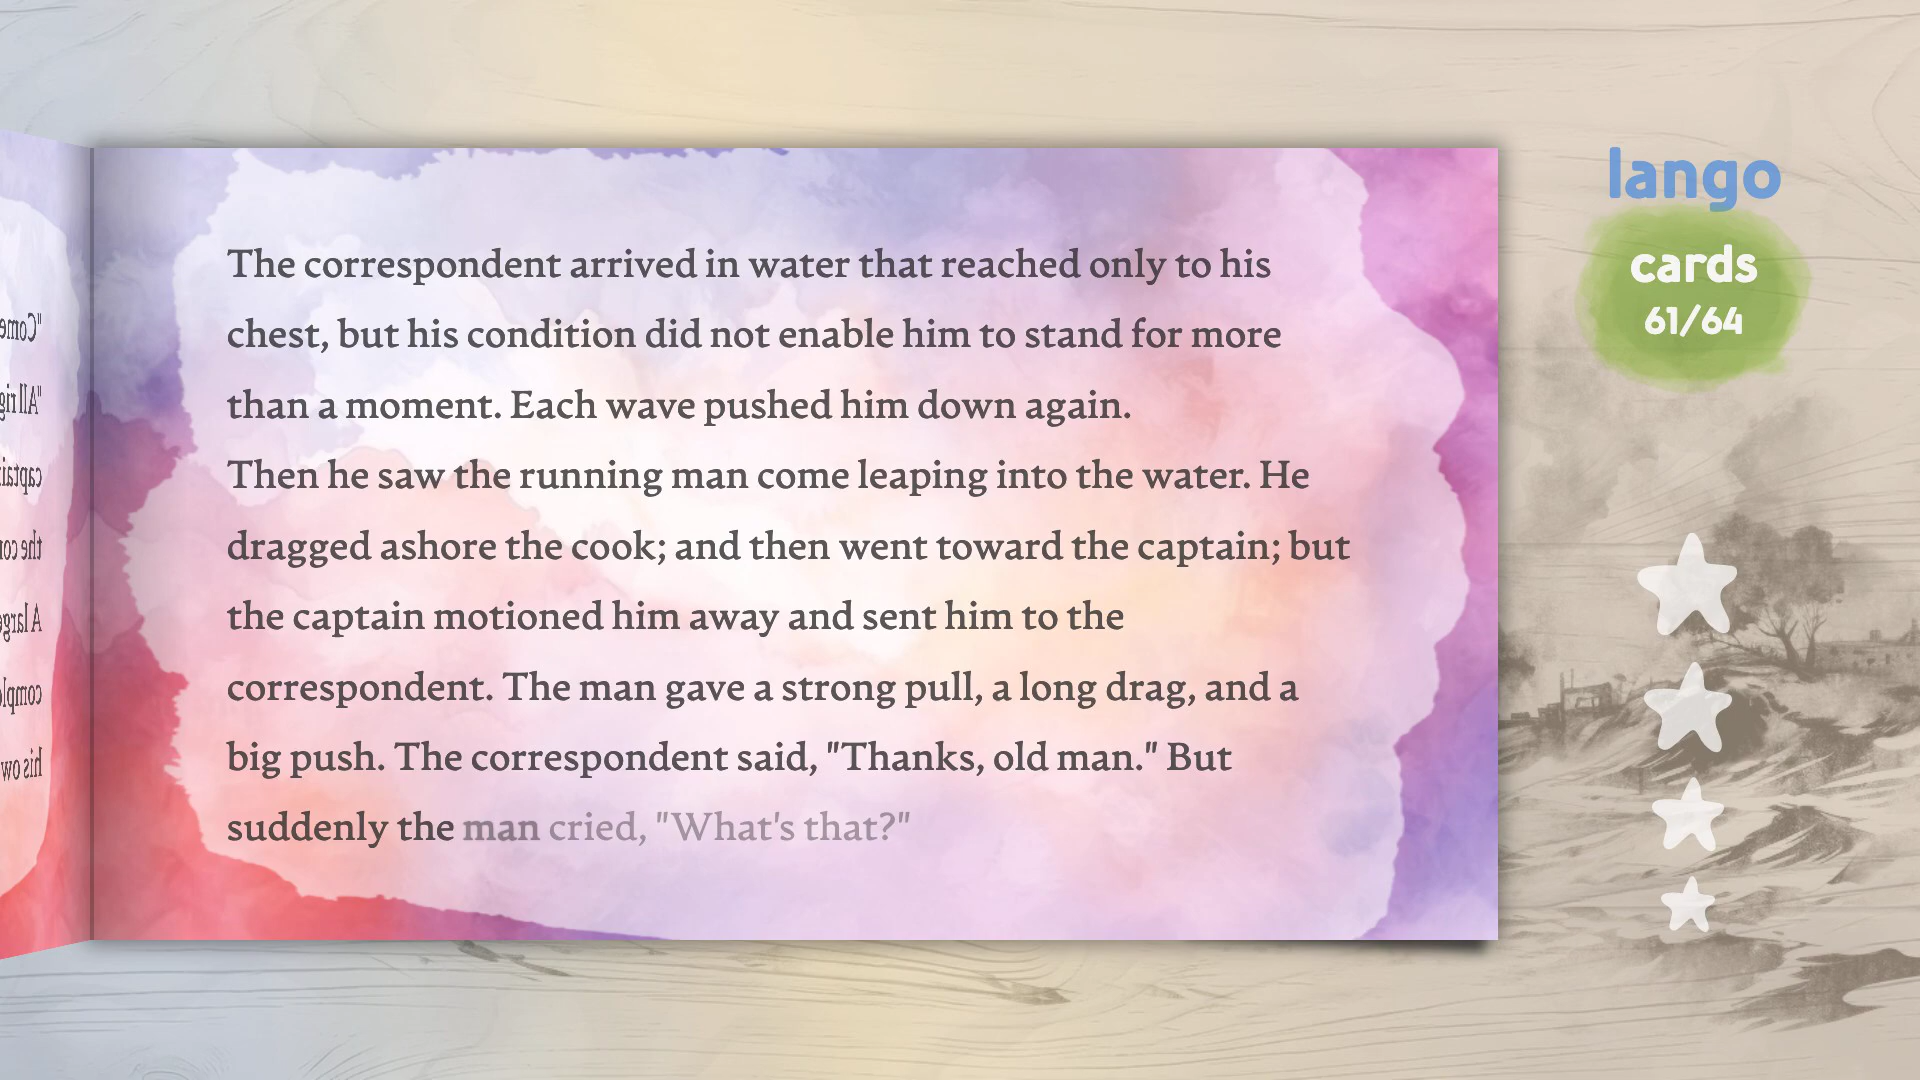 The correspondent arrived in water that reached only to his
chest, but his condition did not enable him to stand for more
than a moment. Each wave pushed him down again.
Then he saw the running man come leaping into the water. He
dragged ashore the cook; and then went toward the captain; but
the captain motioned him away and sent him to the
correspondent. The man gave a strong pull, a long drag, and a
big push. The correspondent said, "Thanks, old man." But
suddenly the man cried, "What's that?"
lango
cards
61/64